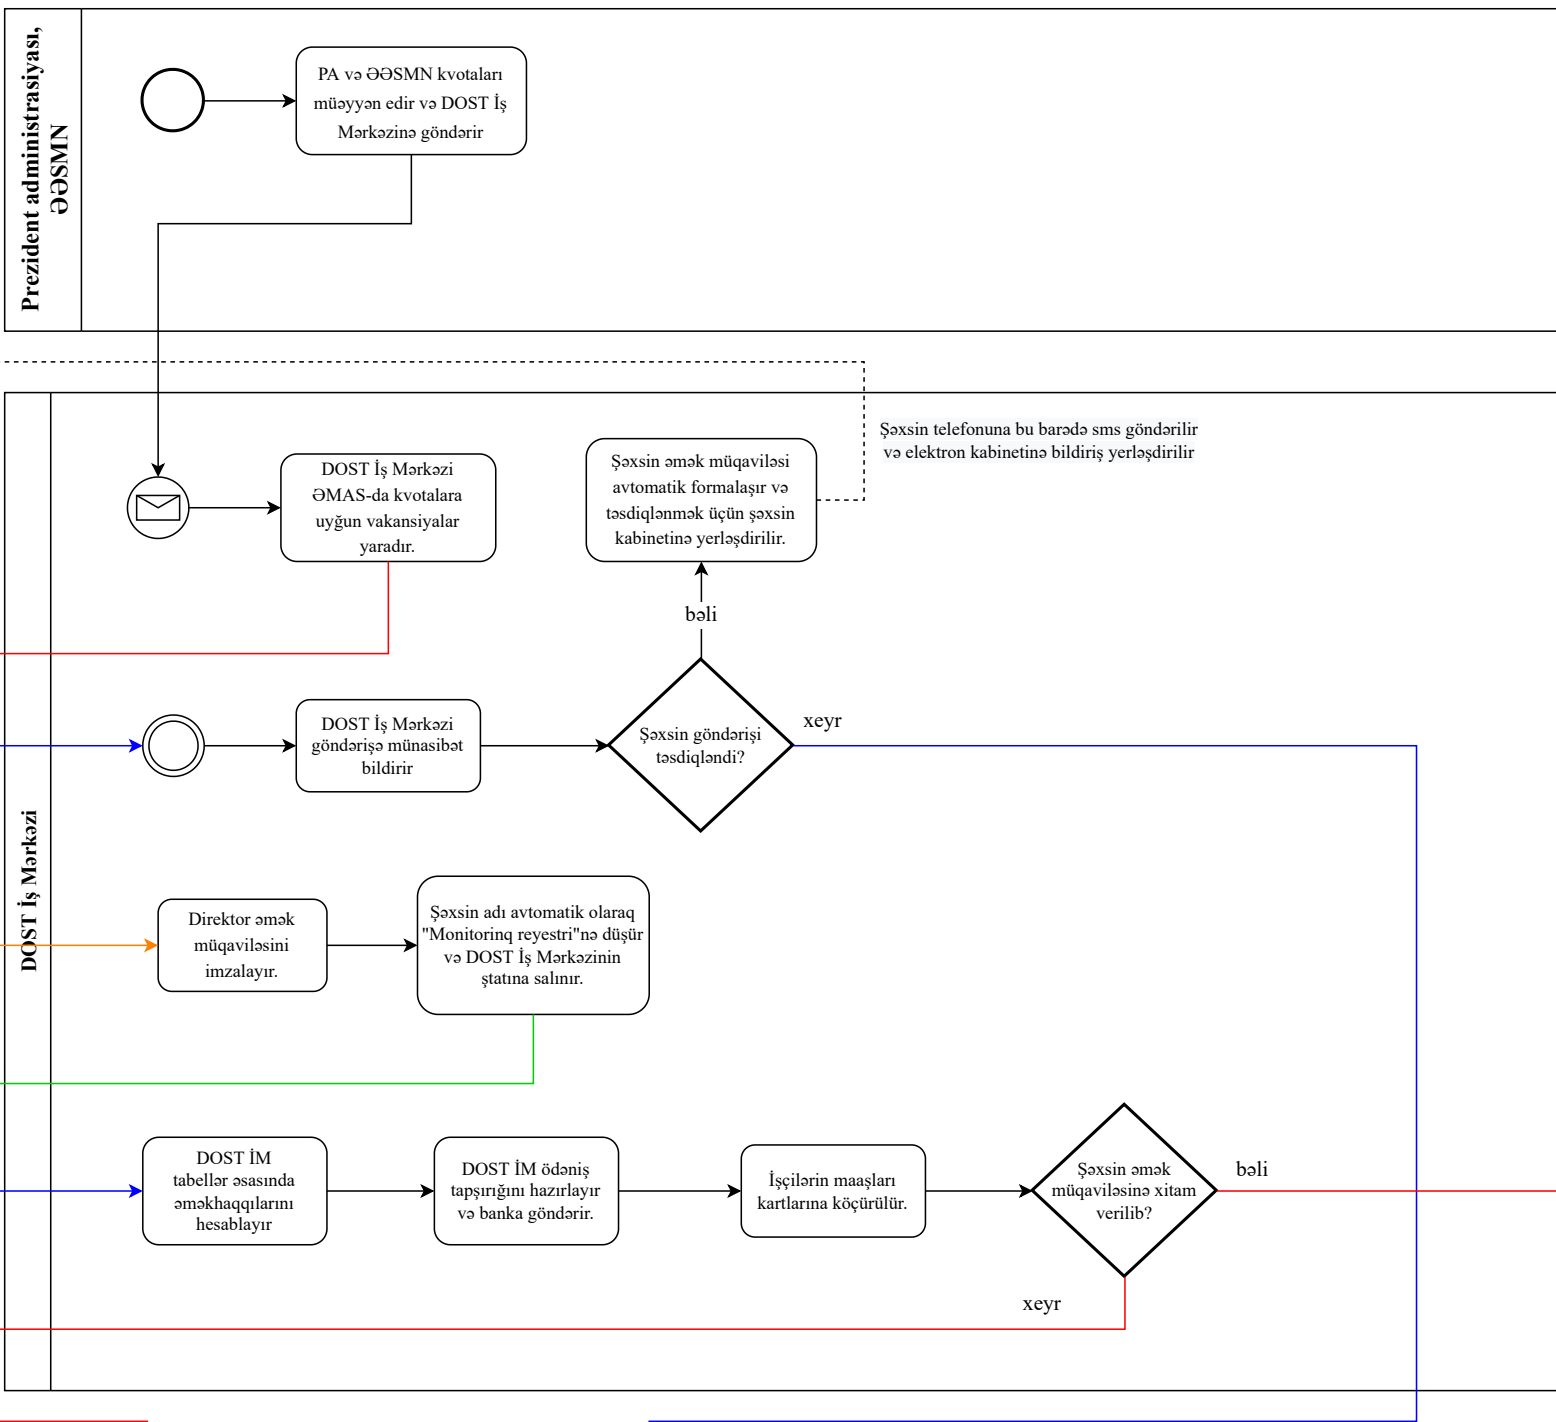 Prezident administrasiyası,
ƏƏSMN
PA və ƏƏSMN kvotaları
müəyyən edir və DOST İş
Mərkəzinə göndərir
DOST İş Mərkəzi
DOST İş Mərkəzi
ƏMAS-da kvotalara
uyğun vakansiyalar
yaradır.
Şəxsin əmək müqaviləsi
avtomatik formalaşır və
təsdiqlənmək üçün şəxsin
kabinetinə yerləşdirilir.
Şəxsin telefonuna bu barədə sms göndərilir
və elektron kabinetinə bildiriş yerləşdirilir
bəli
DOST İş Mərkəzi
göndərişə münasibət
bildirir
Şəxsin göndərişi
təsdiqləndi?
xeyr
Direktor əmək
müqaviləsini
imzalayır.
Şəxsin adı avtomatik olaraq
"Monitorinq reyestri"nə düşür
və DOST İş Mərkəzinin
ştatına salınır.
DOST İM
tabellər əsasında
əməkhaqqılarını
hesablayır
DOST İM ödəniş
tapşırığını hazırlayır
və banka göndərir.
İşçilərin maaşları
kartlarına köçürülür.
Şəxsin əmək
müqaviləsinə xitam
verilib?
bəli
xeyr